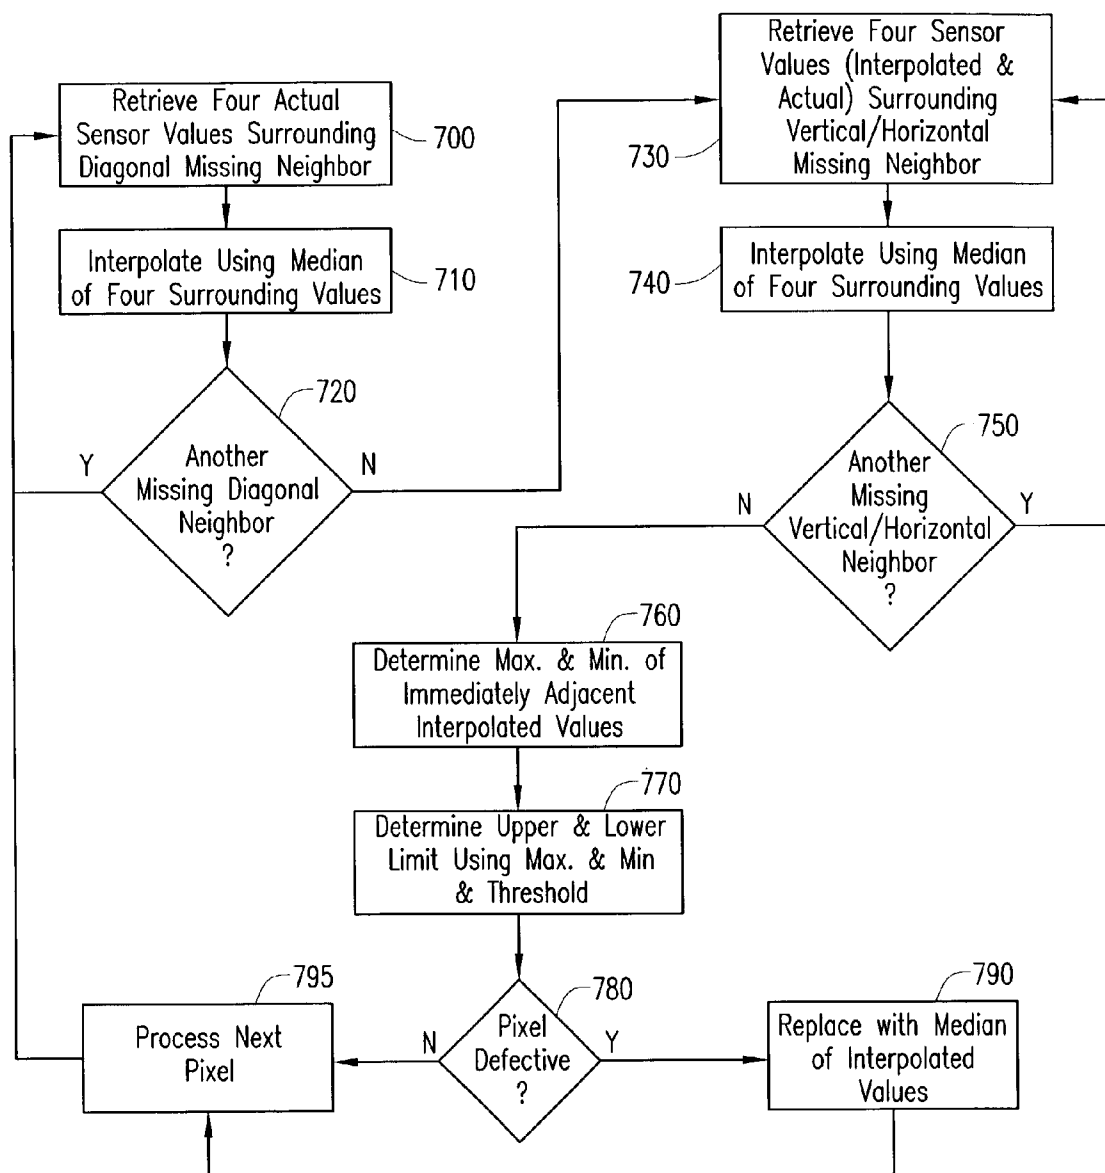 Retrieve Four Actual
Sensor Values Surrounding
Diagonal Missing Neighbor
700
Interpolate Using Median
of Four Surrounding Values
710
720
Another
Missing Diagonal
Neighbor
?
Y
N
Retrieve Four Sensor
Values (Interpolated &
Actual) Surrounding
Vertical/Horizontal
Missing Neighbor
730
Interpolate Using Median
of Four Surrounding Values
740
750
Another
Missing
Vertical/Horizontal
Neighbor
?
N
Y
760
Determine Max. & Min. of
Immediately Adjacent
Interpolated Values
770
Determine Upper & Lower
Limit Using Max. & Min
& Threshold
780
Pixel
Defective
?
N
Y
790
Replace with Median
of Interpolated
Values
795
Process Next
Pixel